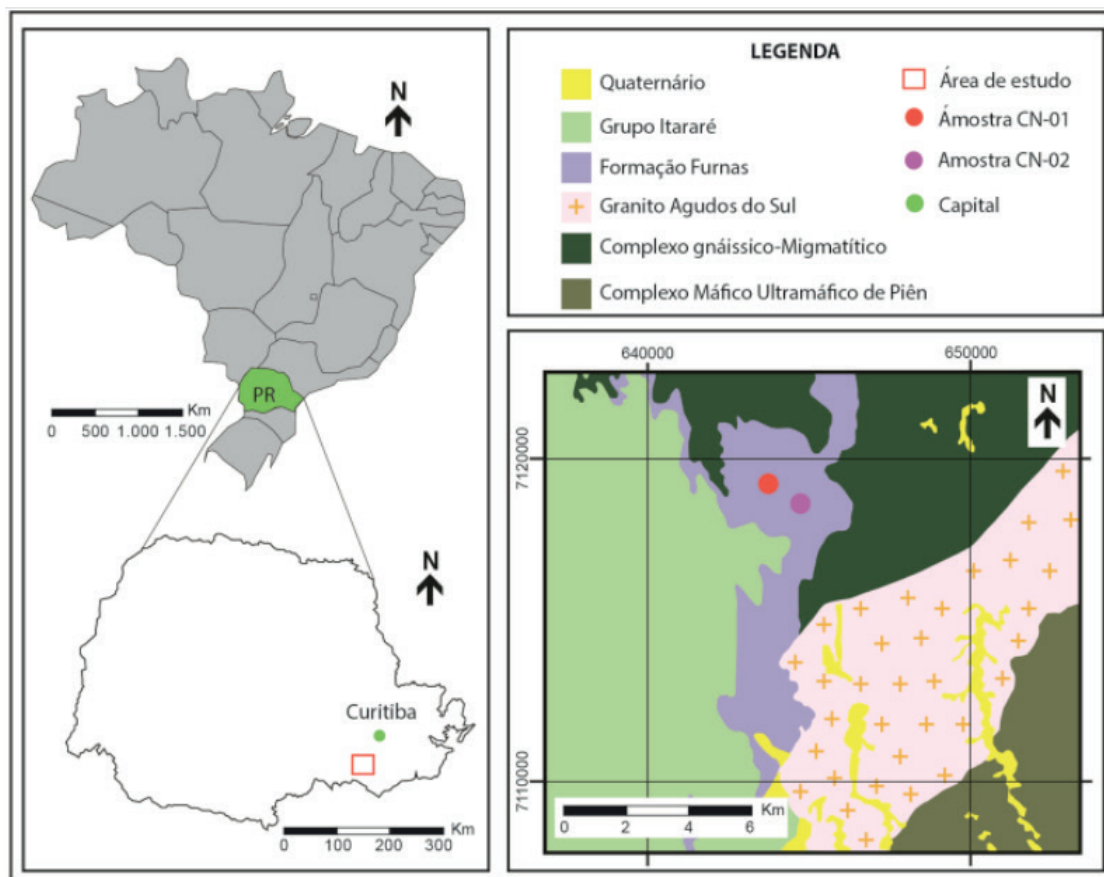 N
PR
Km
0 500 1.000 1.500
N
Curitiba
Km
0 100 200 300
LEGENDA
Quaternário
Grupo Itararé
Formação Furnas
Granito Agudos do Sul
Complexo gnáissico-Migmatítico
Complexo Máfico Ultramáfico de Piên
Área de estudo
Ámostra CN-01
Amostra CN-02
Capital
640000 650000
N
7120000
7110000
Km
0 2 4 6